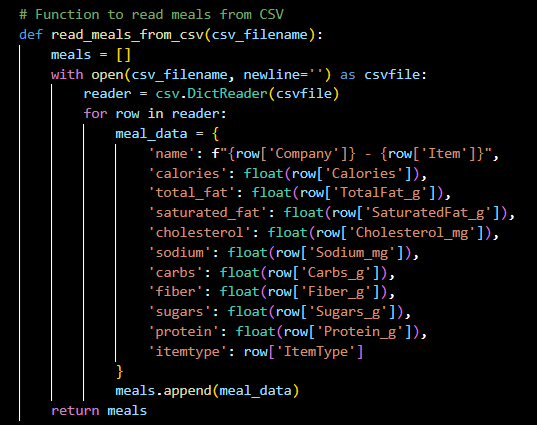 # Function to read meals from CSV
def read_meals_from_csv(csv_filename):
    meals = []
    with open(csv_filename, newline='') as csvfile:
        reader = csv.DictReader(csvfile)
        for row in reader:
            meal_data = {
                'name': f"{row['Company']} - {row['Item']}",
                'calories': float(row['Calories']),
                'total_fat': float(row['TotalFat_g']),
                'saturated_fat': float(row['SaturatedFat_g']),
                'cholesterol': float(row['Cholesterol_mg']),
                'sodium': float(row['Sodium_mg']),
                'carbs': float(row['Carbs_g']),
                'fiber': float(row['Fiber_g']),
                'sugars': float(row['Sugars_g']),
                'protein': float(row['Protein_g']),
                'itemtype': row['ItemType']
            }
            meals.append(meal_data)
    return meals